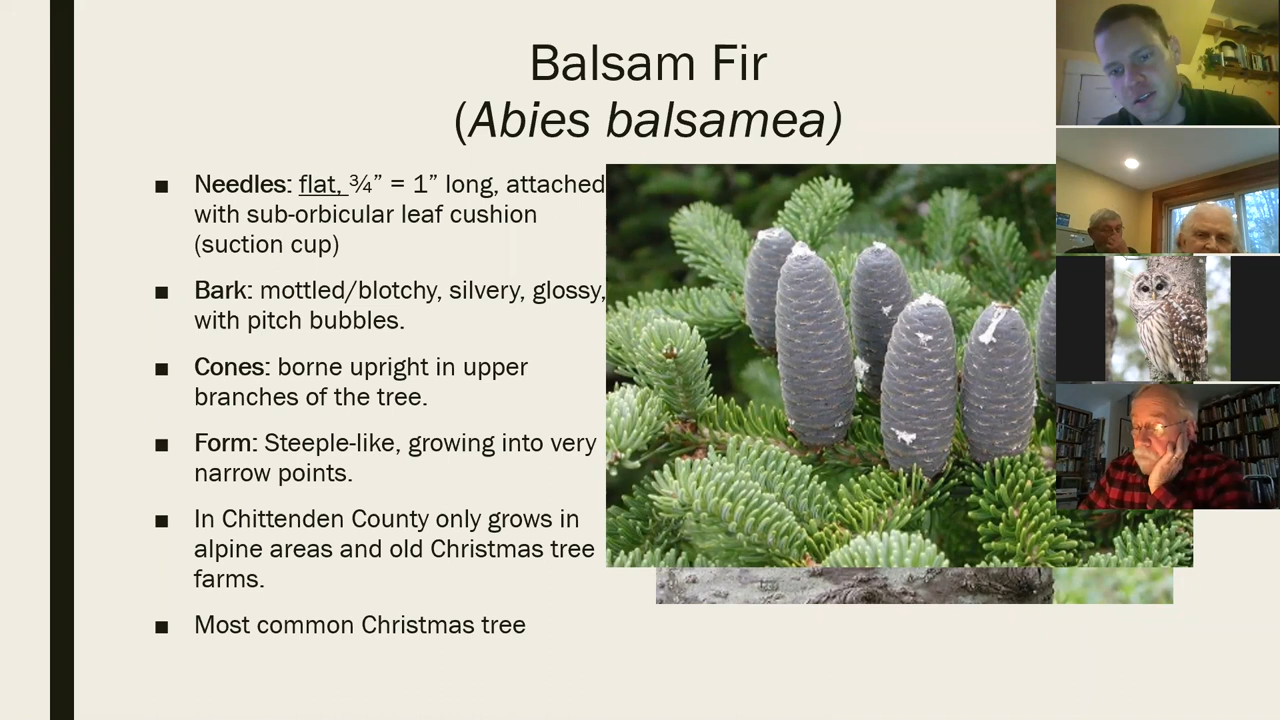 Balsam Fir
(Abies balsamea)
■ Needles: flat, ¾” = 1” long, attached
with sub-orbicular leaf cushion
(suction cup)
■ Bark: mottled/blotchy, silvery, glossy,
with pitch bubbles.
■ Cones: borne upright in upper
branches of the tree.
■ Form: Steeple-like, growing into very
narrow points.
■ In Chittenden County only grows in
alpine areas and old Christmas tree
farms.
■ Most common Christmas tree